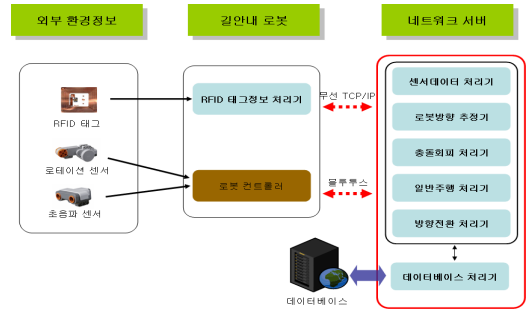 외부 환경정보
길안내 로봇
네트워크 서버
RFID 태그
로테이션 센서
초음파 센서
RFID 태그정보 처리기
로봇 컨트롤러
무선 TCP/IP
블루투스
센서데이터 처리기
로봇방향 추정기
충돌회피 처리기
일반주행 처리기
방향전환 처리기
데이터베이스 처리기
데이터베이스